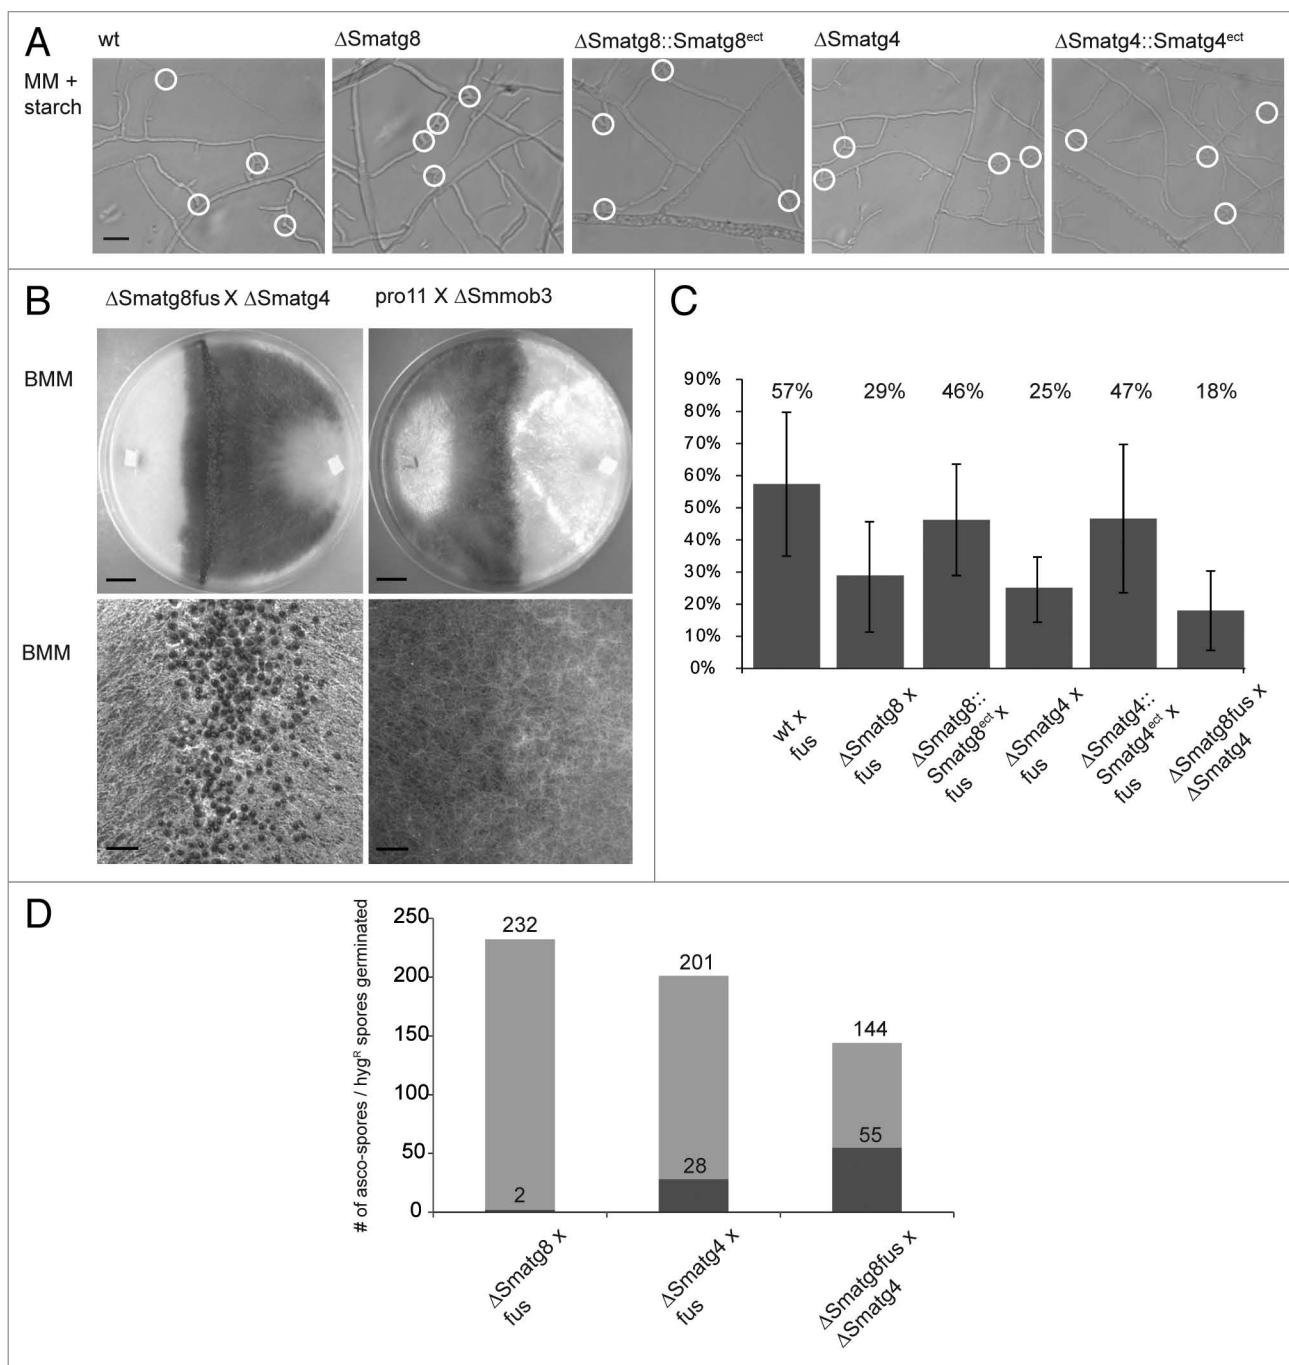 A
wt
ΔSmatg8
ΔSmatg8::Smatg8ect
ΔSmatg4
ΔSmatg4::Smatg4ect
MM +
starch
B
ΔSmatg8fus X ΔSmatg4
pro11 X ΔSmmob3
BMM
BMM
C
90%
80%
70%
60%
50%
40%
30%
20%
10%
0%
57%
29%
46%
25%
47%
18%
wt x
fus
ΔSmatg8 x
fus
ΔSmatg8::
Smatg8ect x
fus
ΔSmatg4 x
fus
ΔSmatg4::
Smatg4ect x
fus
ΔSmatg8fus x
ΔSmatg4
D
# of asco-spores / hygR spores germinated
250
200
150
100
50
0
232
2
201
28
144
55
ΔSmatg8 x
fus
ΔSmatg4 x
fus
ΔSmatg8fus x
ΔSmatg4